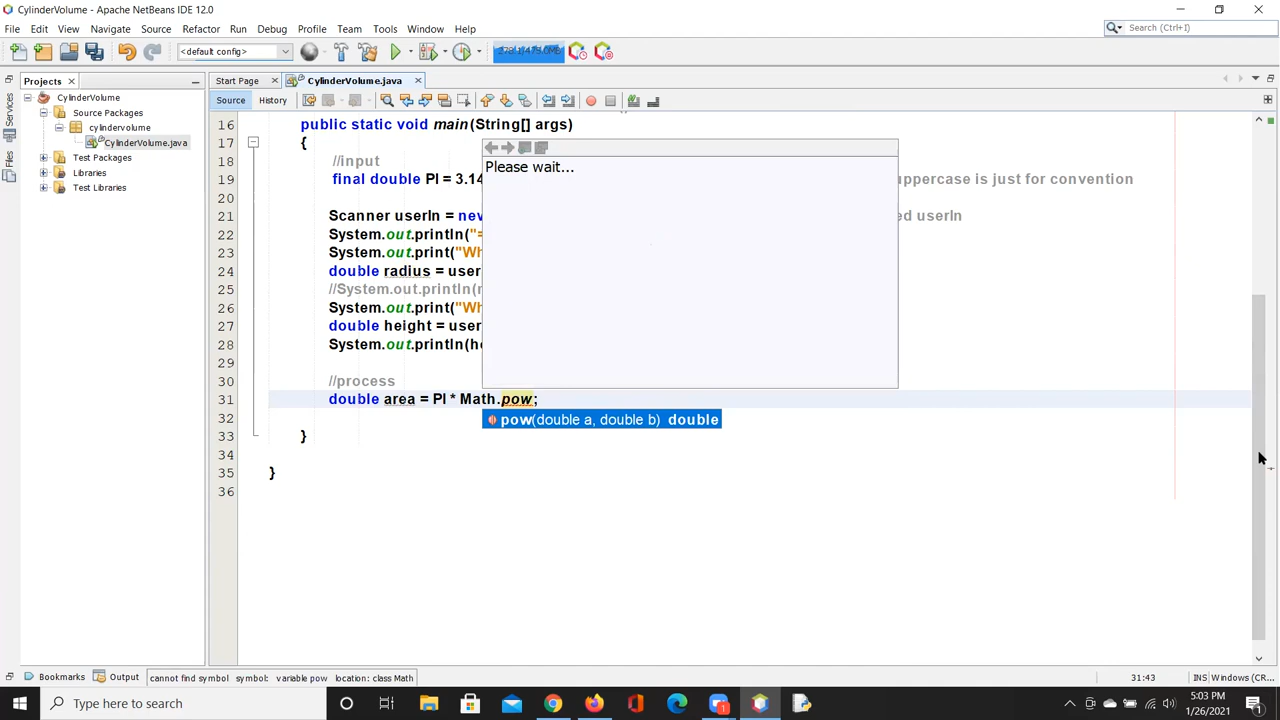 CylinderVolume - Apache NetBeans IDE 12.0
File Edit View Navigate Source Refactor Run Debug Profile Team Tools Window Help
Search (Ctrl+I)
<default config>
Projects
Start Page CylinderVolume.java
Source History
Services
Files
CylinderVolume
Source Packages
cylindervolume
CylinderVolume.java
Test Packages
Libraries
Test Libraries
16 public static void main(String[] args)
17 {
18 //input
19 final double PI = 3.14 uppercase is just for convention
20
21 Scanner userIn = new ed userIn
22 System.out.println("=
23 System.out.print("Wh
24 double radius = user
25 //System.out.println(r
26 System.out.print("Wh
27 double height = user
28 System.out.println(he
29
30 //process
31 double area = PI * Math.pow;
32
33 }
34
35 }
36
Please wait...
pow(double a, double b) double
Bookmarks Output cannot find symbol symbol: variable pow location: class Math
31:43 INS Windows (CR...
Type here to search
1
5:03 PM
1/26/2021
1